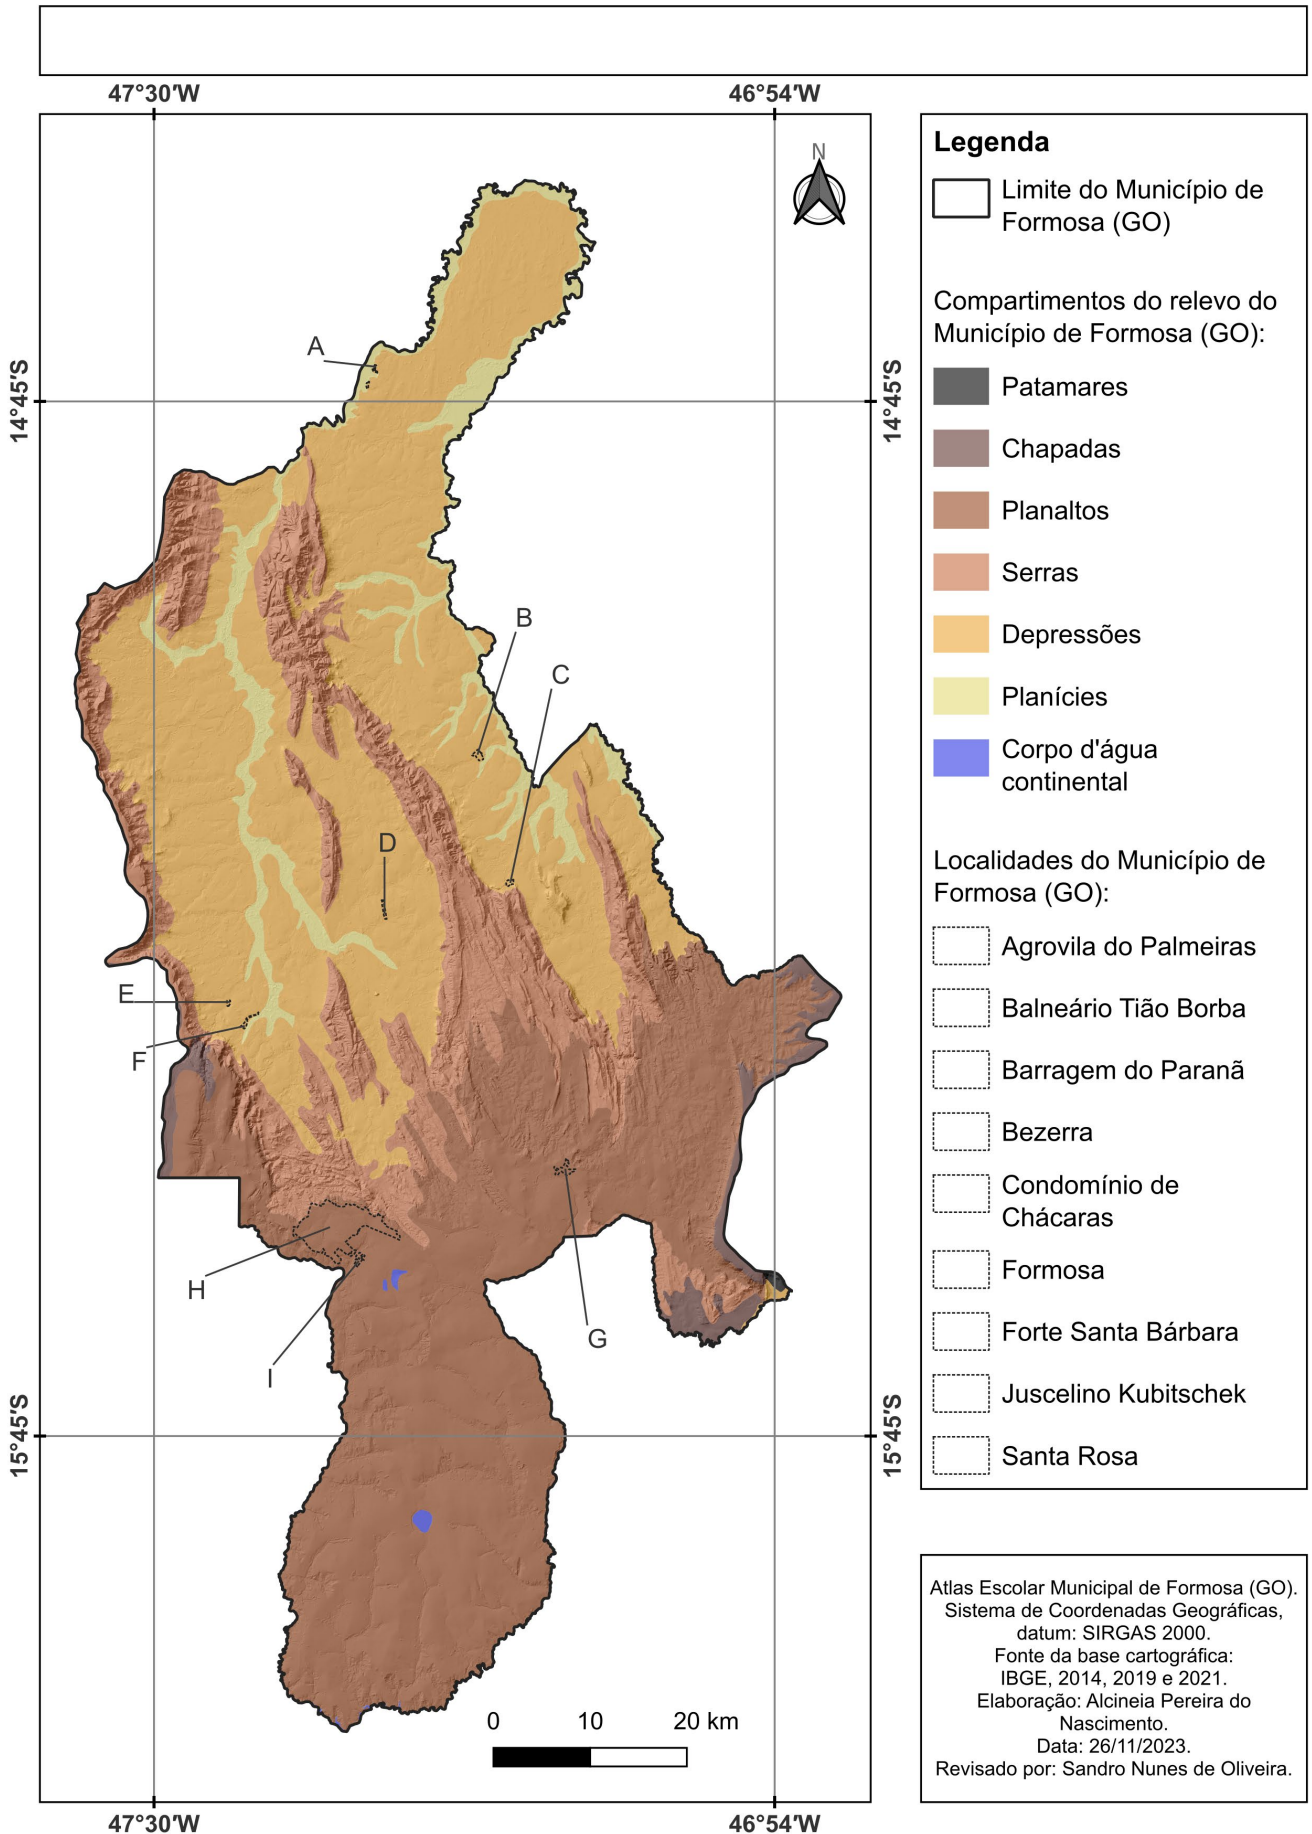 47°30'W
46°54'W
N
14°45'S
14°45'S
A
B
C
D
E
F
G
H
I
15°45'S
15°45'S
0 10 20 km
47°30'W
46°54'W
Legenda
Limite do Município de
Formosa (GO)
Compartimentos do relevo do
Município de Formosa (GO):
Patamares
Chapadas
Planaltos
Serras
Depressões
Planícies
Corpo d'água
continental
Localidades do Município de
Formosa (GO):
Agrovila do Palmeiras
Balneário Tião Borba
Barragem do Paranã
Bezerra
Condomínio de
Chácaras
Formosa
Forte Santa Bárbara
Juscelino Kubitschek
Santa Rosa
Atlas Escolar Municipal de Formosa (GO).
Sistema de Coordenadas Geográficas,
datum: SIRGAS 2000.
Fonte da base cartográfica:
IBGE, 2014, 2019 e 2021.
Elaboração: Alcineia Pereira do
Nascimento.
Data: 26/11/2023.
Revisado por: Sandro Nunes de Oliveira.